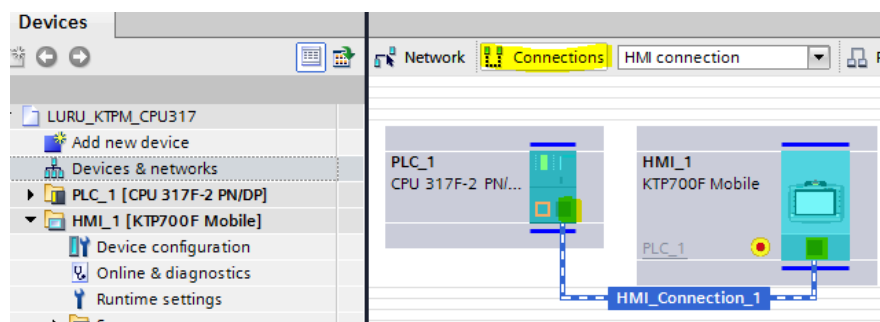 Devices
Network Connections HMI connection
LURU_KTPM_CPU317
Add new device
Devices & networks
PLC_1 [CPU 317F-2 PN/DP]
HMI_1 [KTP700F Mobile]
Device configuration
Online & diagnostics
Runtime settings
PLC_1
CPU 317F-2 PN/...
HMI_1
KTP700F Mobile
PLC_1
HMI_Connection_1